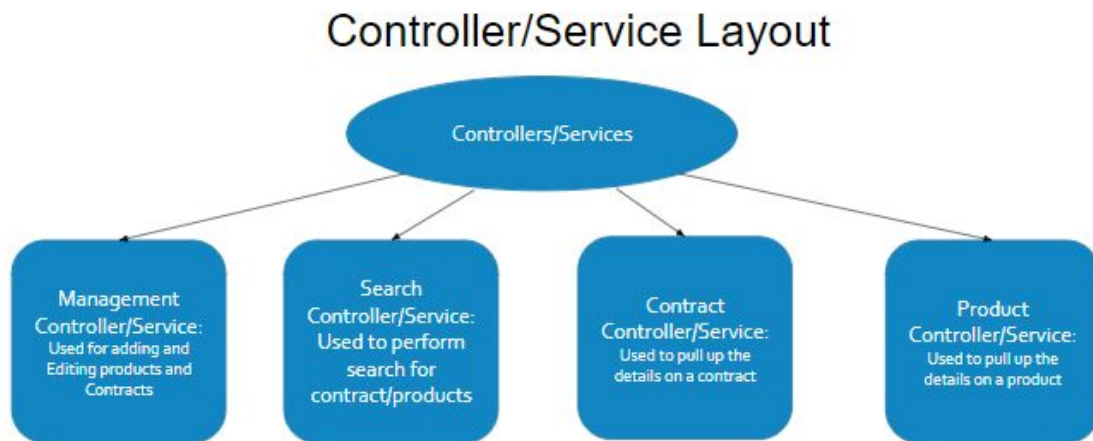 Controller/Service Layout
Controllers/Services
Management
Controller/Service:
Used for adding and
Editing products and
Contracts
Search
Controller/Service:
Used to perform
search for
contract/products
Contract
Controller/Service:
Used to pull up the
details on a contract
Product
Controller/Service:
Used to pull up the
details on a product